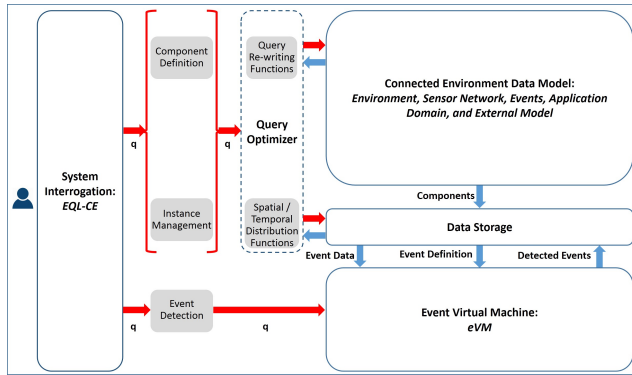 System
Interrogation:
EQL-CE
q
q
Component
Definition
Instance
Management
Event
Detection
q
q
Query
Re-writing
Functions
Query
Optimizer
Spatial /
Temporal
Distribution
Functions
Connected Environment Data Model:
Environment, Sensor Network, Events, Application
Domain, and External Model
Components
Data Storage
Event Data
Event Definition
Detected Events
Event Virtual Machine:
eVM